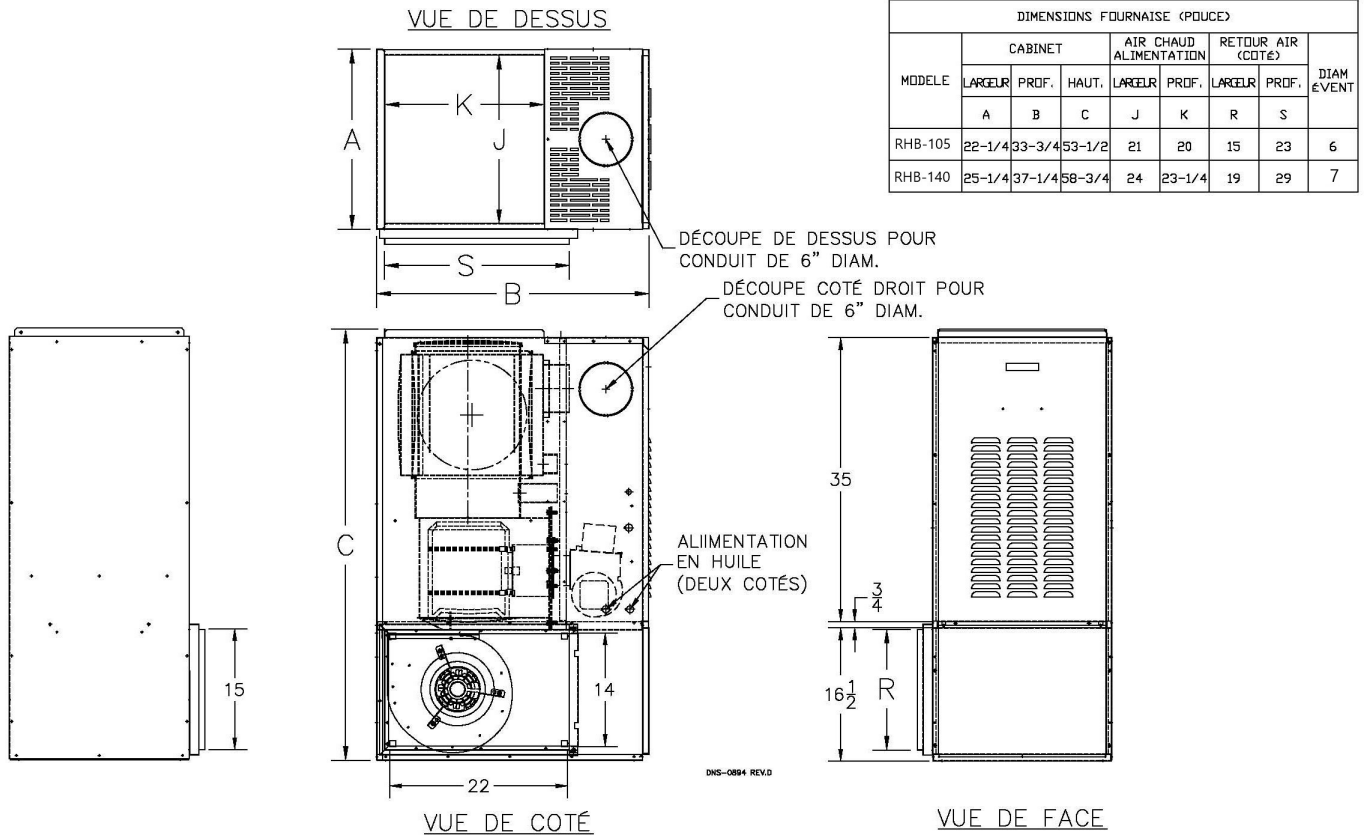 VUE DE DESSUS
DIMENSIONS FOURNAISE (POUCE)
MODELE
CABINET
AIR CHAUD
ALIMENTATION
RETOUR AIR
(COTÉ)
DIAM
ÉVENT
LARGEUR PROF. HAUT. LARGEUR PROF. LARGEUR PROF.
A B C J K R S
RHB-105 22-1/4 33-3/4 53-1/2 21 20 15 23 6
RHB-140 25-1/4 37-1/4 58-3/4 24 23-1/4 19 29 7
A
K
J
S
B
DÉCOUPE DE DESSUS POUR
CONDUIT DE 6” DIAM.
DÉCOUPE COTÉ DROIT POUR
CONDUIT DE 6” DIAM.
C
35
ALIIMENTATION
EN HUILE
(DEUX COTÉS)
3/4
15
14
16 1/2
R
22
DNS-0894 REV.D
VUE DE COTÉ
VUE DE FACE